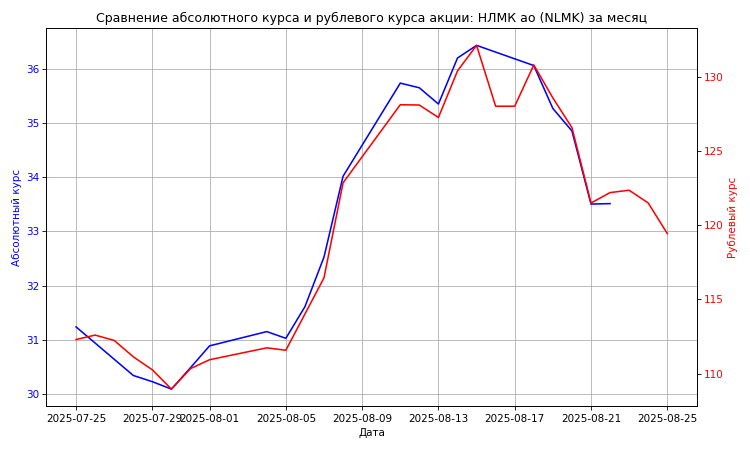 Сравнение абсолютного курса и рублевого курса акции: НЛМК ао (NLMK) за месяц
Абсолютный курс
36
35
34
33
32
31
30
130
125
120
115
110
Рублевый курс
2025-07-25 2025-07-29 2025-08-01 2025-08-05 2025-08-09 2025-08-13 2025-08-17 2025-08-21 2025-08-25
Дата